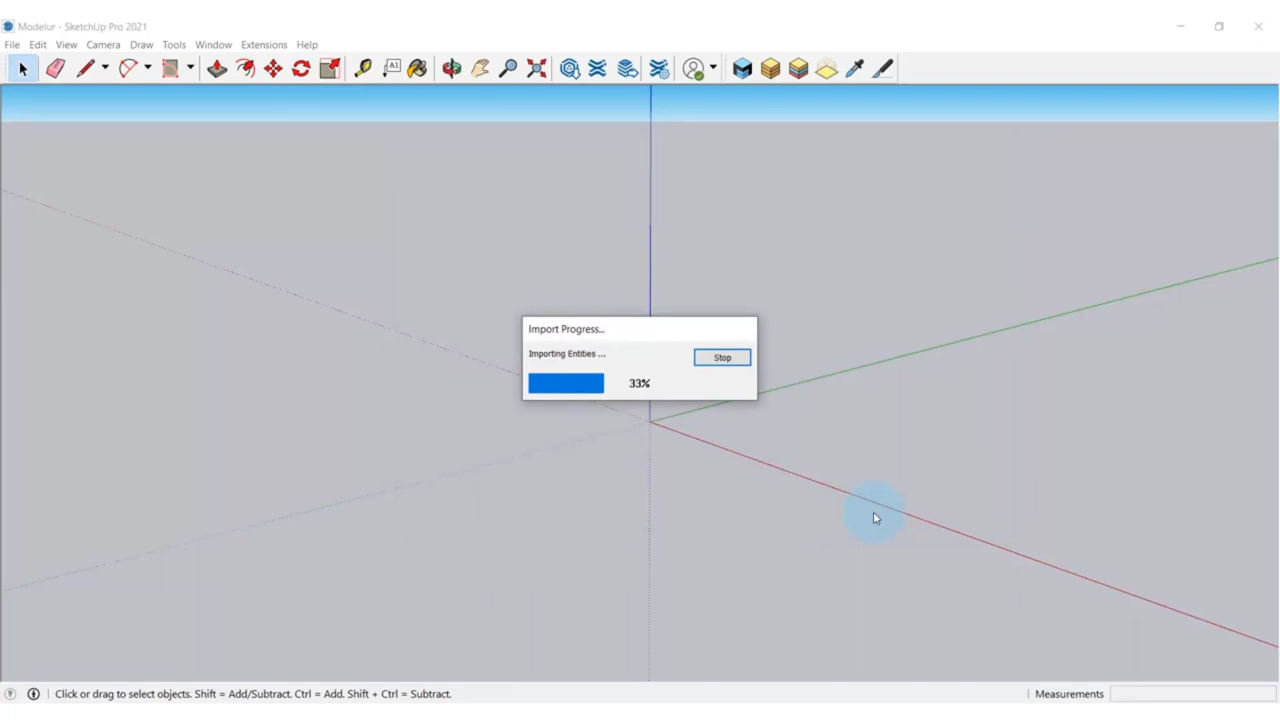 Modelur - SketchUp Pro 2021
File Edit View Camera Draw Tools Window Extensions Help
A1
Import Progress...
Importing Entities ...
Stop
33%
Click or drag to select objects. Shift = Add/Subtract. Ctrl = Add. Shift + Ctrl = Subtract.
Measurements